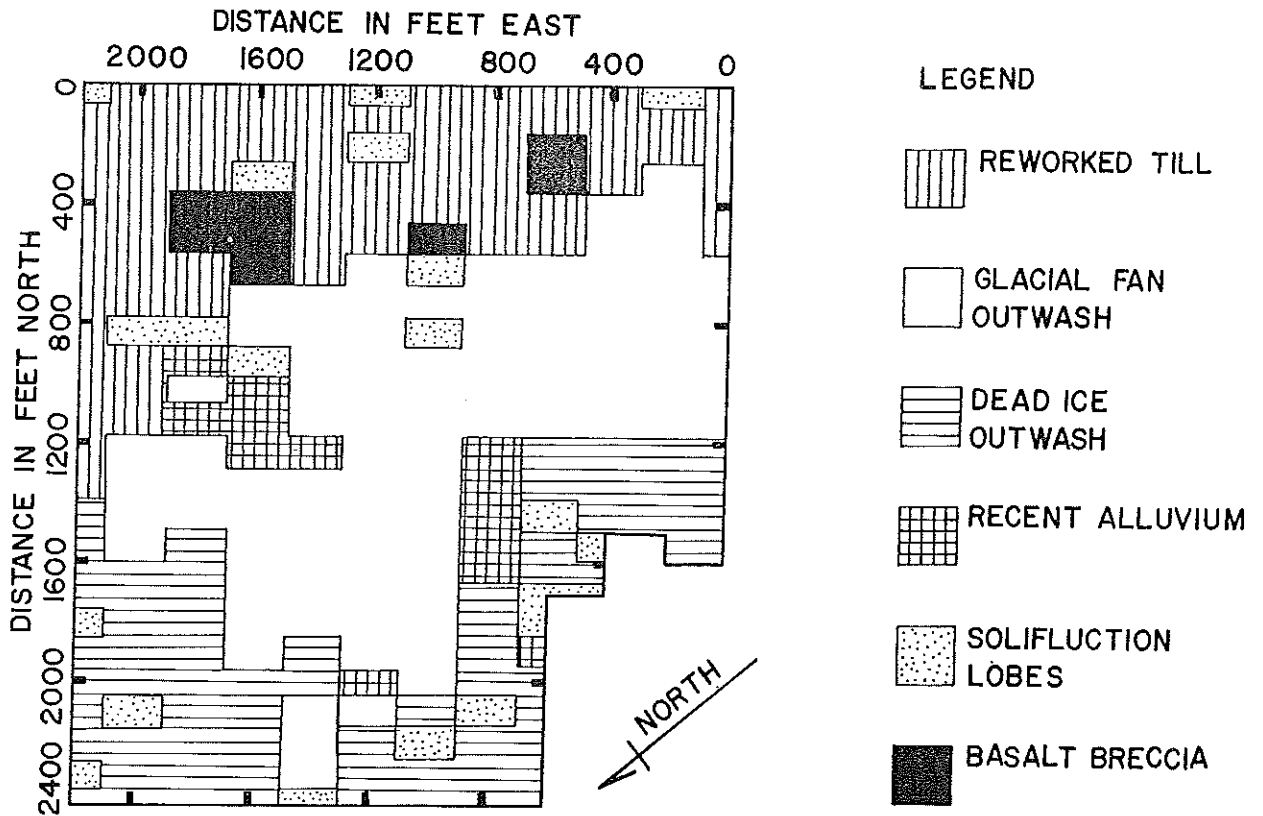 DISTANCE IN FEET EAST
2000 1600 1200 800 400 0
DISTANCE IN FEET NORTH
0
400
800
1200
1600
2000
2400
NORTH
LEGEND
REWORKED TILL
GLACIAL FAN
OUTWASH
DEAD ICE
OUTWASH
RECENT ALLUVIUM
SOLIFLUCTION
LOBES
BASALT BRECCIA